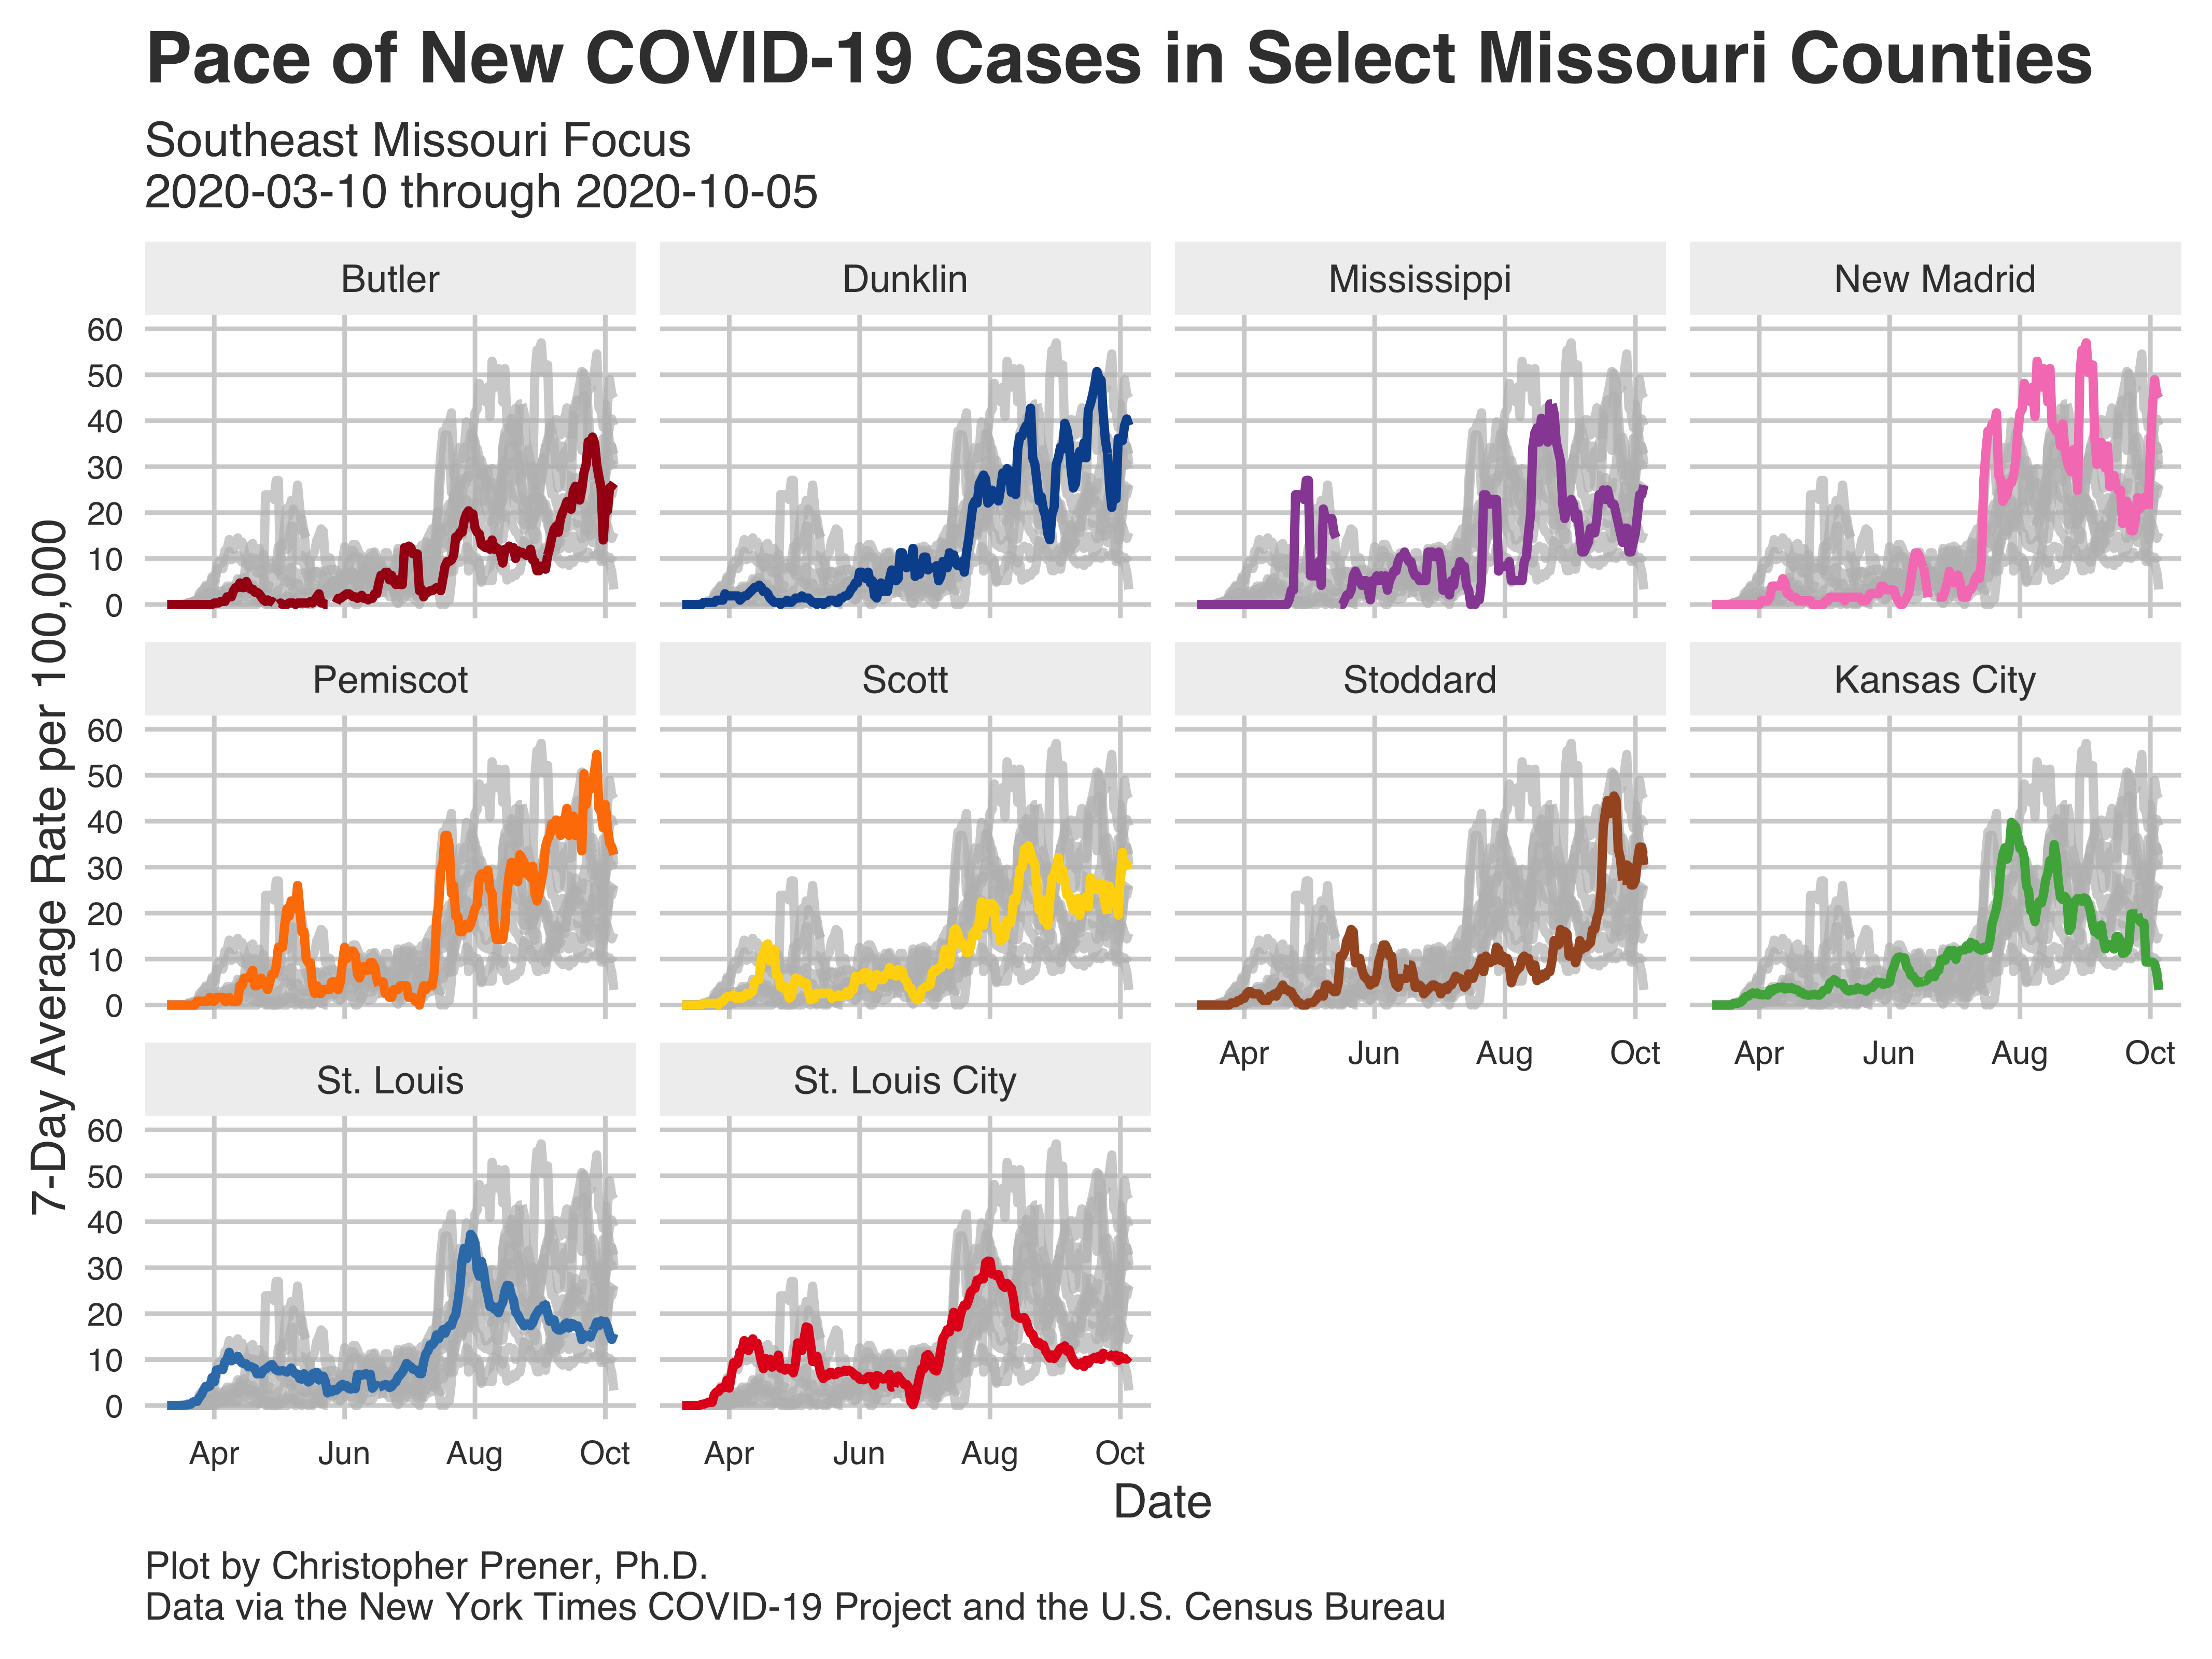 Pace of New COVID-19 Cases in Select Missouri Counties
Southeast Missouri Focus
2020-03-10 through 2020-10-05
Butler
Dunklin
Mississippi
New Madrid
60
50
40
30
20
10
0
Pemiscot
Scott
Stoddard
Kansas City
60
50
40
30
20
10
0
Apr
Jun
Aug
Oct
Apr
Jun
Aug
Oct
St. Louis
St. Louis City
60
50
40
30
20
10
0
Apr
Jun
Aug
Oct
Apr
Jun
Aug
Oct
7-Day Average Rate per 100,000
Date
Plot by Christopher Prener, Ph.D.
Data via the New York Times COVID-19 Project and the U.S. Census Bureau